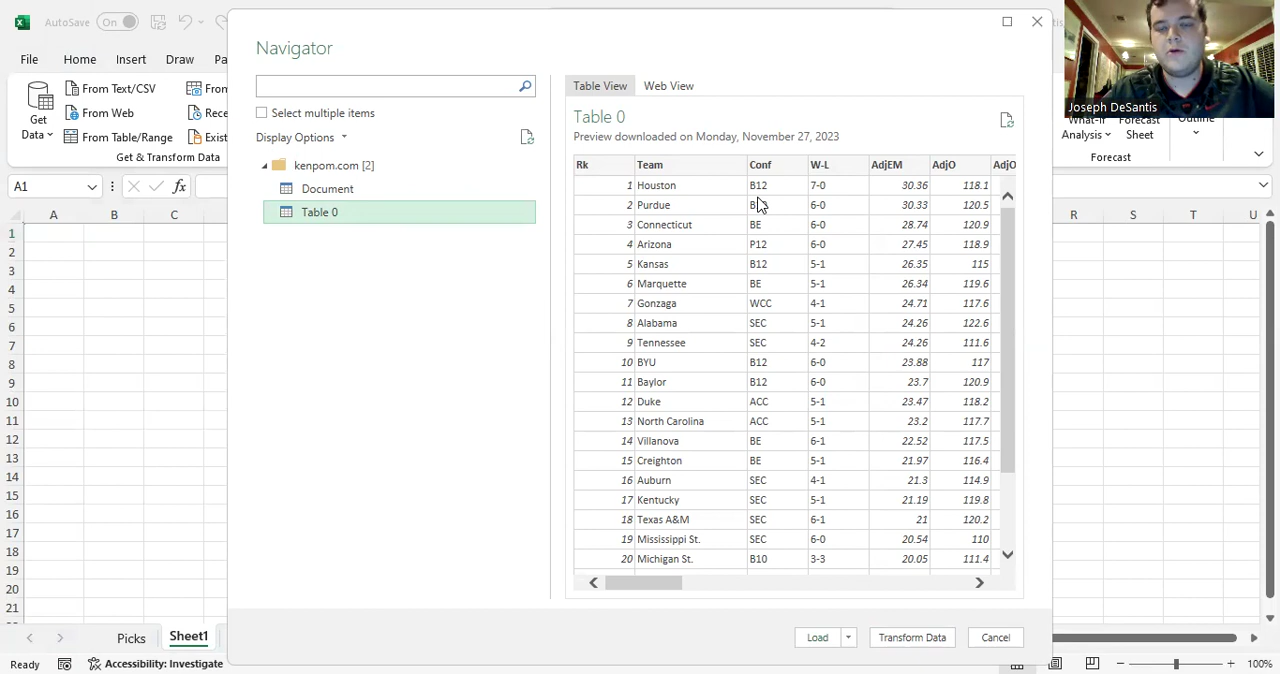 AutoSave On
Navigator
File Home Insert Draw
Get Data
From Text/CSV
From Web
From Table/Range
Get & Transform Data
Select multiple items
Display Options
kenpom.com [2]
Document
Table 0
Table View Web View
Table 0
Preview downloaded on Monday, November 27, 2023
Rk Team Conf W-L AdjEM AdjO
1 Houston B12 7-0 30.36 118.1
2 Purdue 6-0 30.33 120.5
3 Connecticut BE 6-0 28.74 120.9
4 Arizona P12 6-0 27.45 118.9
5 Kansas B12 5-1 26.35 115
6 Marquette BE 5-1 26.34 119.6
7 Gonzaga WCC 4-1 24.71 117.6
8 Alabama SEC 5-1 24.26 122.6
9 Tennessee SEC 4-2 24.26 111.6
10 BYU B12 6-0 23.88 117
11 Baylor B12 6-0 23.7 120.9
12 Duke ACC 5-1 23.47 118.2
13 North Carolina ACC 5-1 23.2 117.7
14 Villanova BE 6-1 22.52 117.5
15 Creighton BE 5-1 21.97 116.4
16 Auburn SEC 4-1 21.3 114.9
17 Kentucky SEC 5-1 21.19 119.8
18 Texas A&M SEC 6-1 21 120.2
19 Mississippi St. SEC 6-0 20.54 110
20 Michigan St. B10 3-3 20.05 111.4
Load Transform Data Cancel
Joseph DeSantis
What-If Analysis
Forecast Sheet
Outline
Forecast
A1
fx
A B C R S T U
1
2
3
4
5
6
7
8
9
10
11
12
13
14
15
16
17
18
19
20
21
Picks Sheet1
Ready Accessibility: Investigate 100%